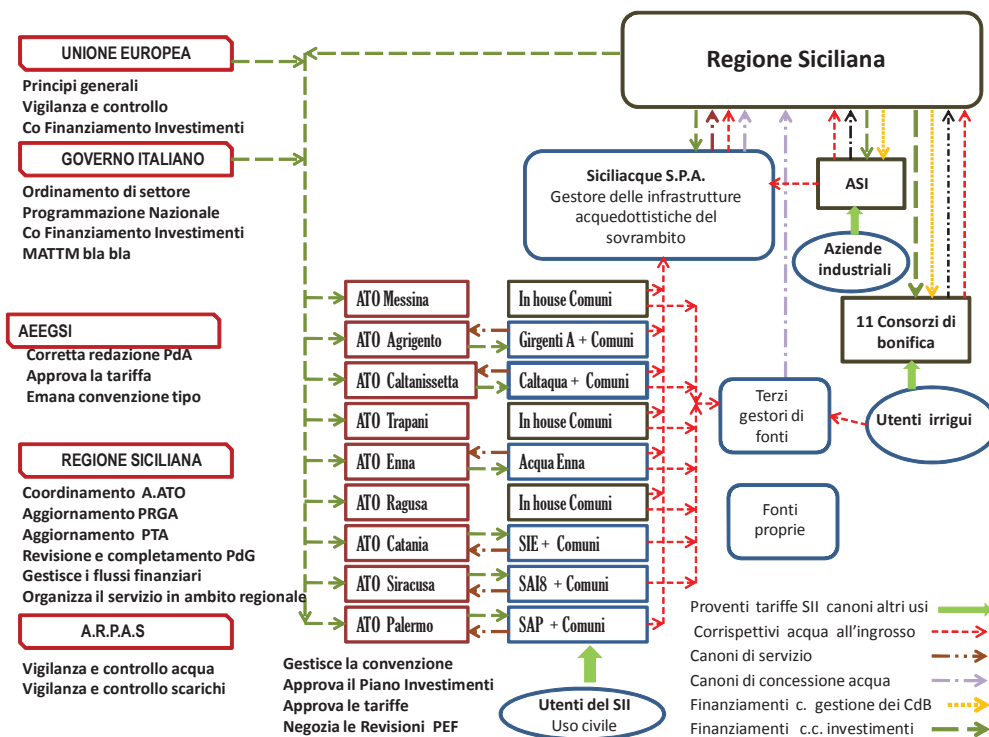 UNIONE EUROPEA
Principi generali
Vigilanza e controllo
Co Finanziamento Investimenti
GOVERNO ITALIANO
Ordinamento di settore
Programmazione Nazionale
Co Finanziamento Investimenti
MATTM bla bla
AEEGSI
Corretta redazione PdA
Approva la tariffa
Emana convenzione tipo
REGIONE SICILIANA
Coordinamento A.ATO
Aggiornamento PRGA
Aggiornamento PTA
Revisione e completamento PdG
Gestisce i flussi finanziari
Organizza il servizio in ambito regionale
A.R.P.A.S
Vigilanza e controllo acqua
Vigilanza e controllo scarichi
Regione Siciliana
Siciliacque S.P.A.
Gestore delle infrastrutture
acquedottistiche del
sovrambito
ASI
Aziende
industriali
11 Consorzi di
bonifica
Utenti irrigui
Terzi
gestori di
fonti
Fonti
proprie
ATO Messina
In house Comuni
ATO Agrigento
Girgenti A + Comuni
ATO Caltanissetta
Caltaqua + Comuni
ATO Trapani
In house Comuni
ATO Enna
Acqua Enna
ATO Ragusa
In house Comuni
ATO Catania
SIE + Comuni
ATO Siracusa
SAI8 + Comuni
ATO Palermo
SAP + Comuni
Gestisce la convenzione
Approva il Piano Investimenti
Approva le tariffe
Negozia le Revisioni PEF
Utenti del SII
Uso civile
Proventi tariffe SII canoni altri usi
Corrispettivi acqua all'ingrosso
Canoni di servizio
Canoni di concessione acqua
Finanziamenti c. gestione dei CdB
Finanziamenti c.c. investimenti